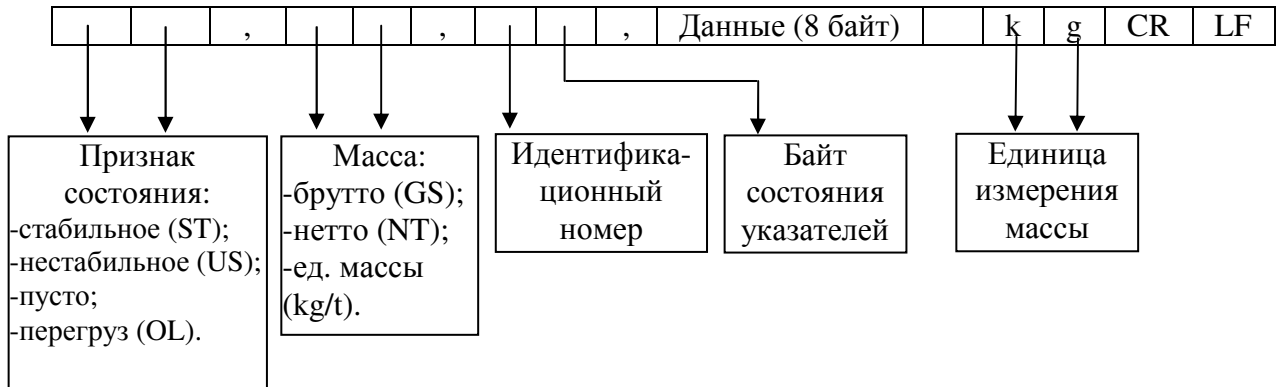 , , , Данные (8 байт) k g CR LF
Признак
состояния:
-стабильное (ST);
-нестабильное (US);
-пусто;
-перегруз (OL).
Масса:
-брутто (GS);
-нетто (NT);
-ед. массы
(kg/t).
Идентифика-
ционный
номер
Байт
состояния
указателей
Единица
измерения
массы